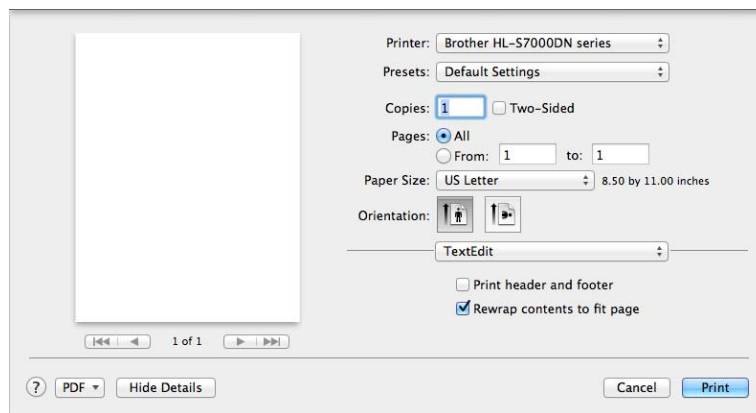 Printer: Brother HL-S7000DN series
Presets: Default Settings
Copies: 1 Two-Sided
Pages: All
From: 1 to: 1
Paper Size: US Letter 8.50 by 11.00 inches
Orientation:
TextEdit
Print header and footer
Rewrap contents to fit page
1 of 1
? PDF Hide Details Cancel Print